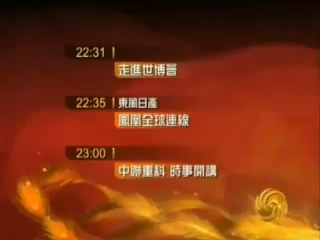 22:31
走進世博會
22:35 東風日產
鳳凰全球連線
23:00
中聯重科 時事開講